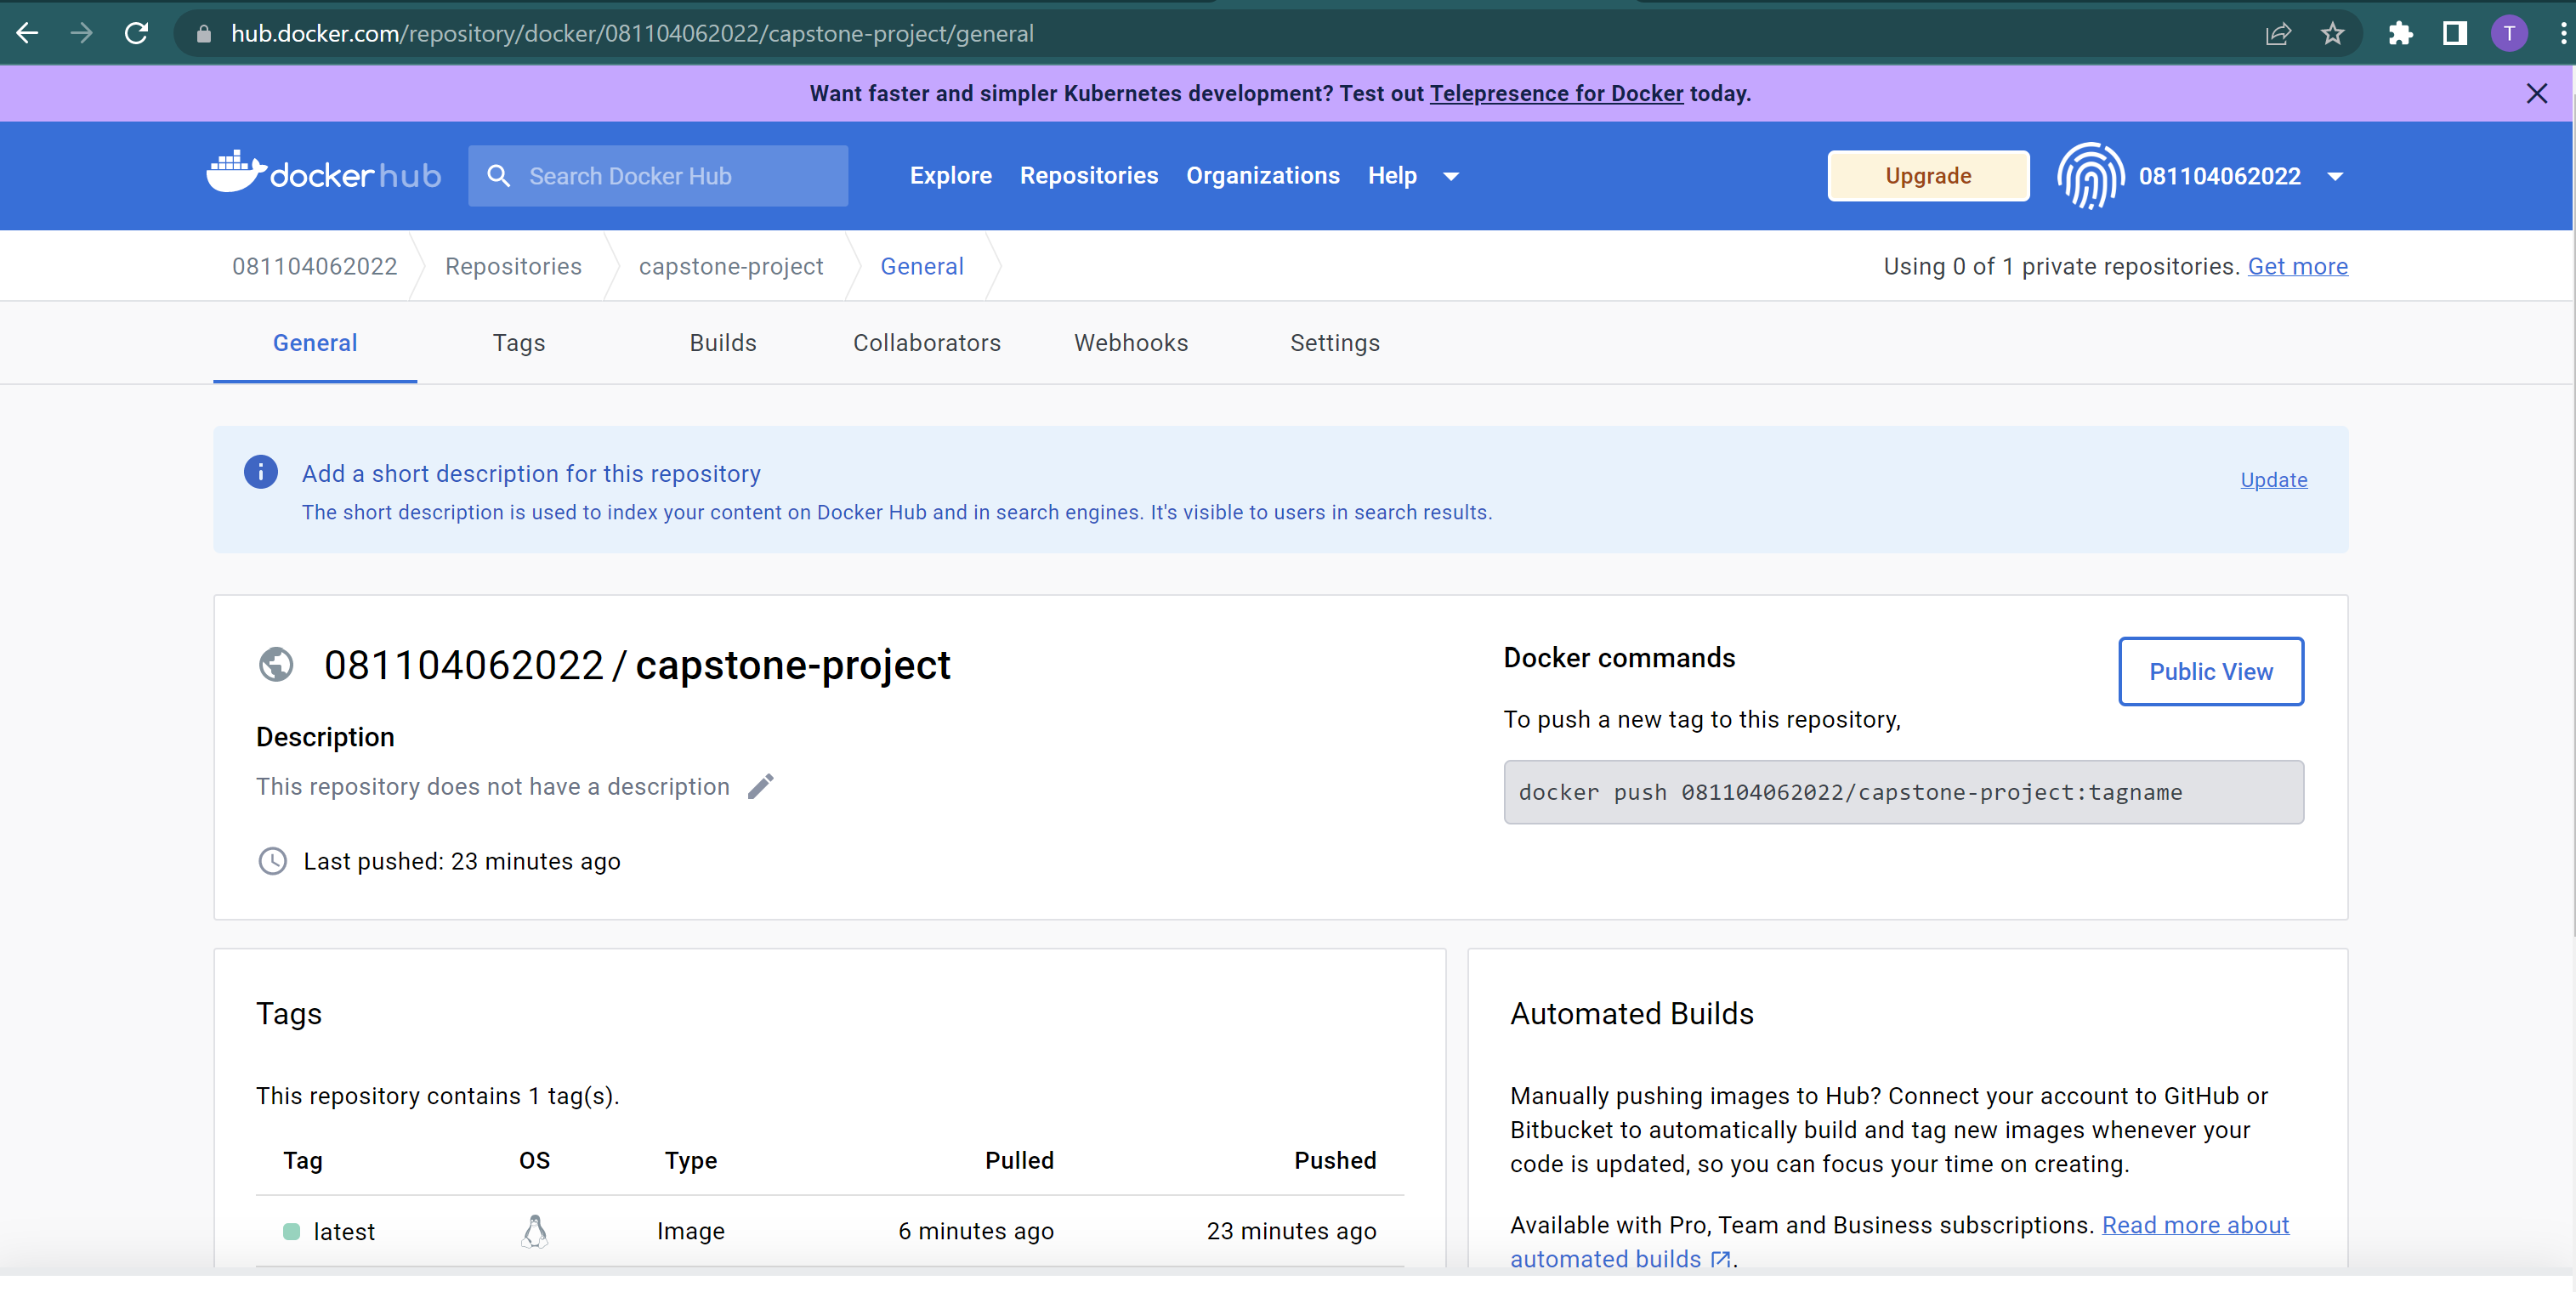 hub.docker.com/repository/docker/081104062022/capstone-project/general
T
Want faster and simpler Kubernetes development? Test out Telepresence for Docker today.
dockerhub
Search Docker Hub
Explore
Repositories
Organizations
Help
Upgrade
081104062022
081104062022
Repositories
capstone-project
General
Using 0 of 1 private repositories. Get more
General
Tags
Builds
Collaborators
Webhooks
Settings
Add a short description for this repository
Update
The short description is used to index your content on Docker Hub and in search engines. It's visible to users in search results.
081104062022 / capstone-project
Description
This repository does not have a description
Last pushed: 23 minutes ago
Docker commands
Public View
To push a new tag to this repository,
docker push 081104062022/capstone-project:tagname
Tags
This repository contains 1 tag(s).
Tag OS Type Pulled Pushed
latest Image 6 minutes ago 23 minutes ago
Automated Builds
Manually pushing images to Hub? Connect your account to GitHub or
Bitbucket to automatically build and tag new images whenever your
code is updated, so you can focus your time on creating.
Available with Pro, Team and Business subscriptions. Read more about
automated builds .